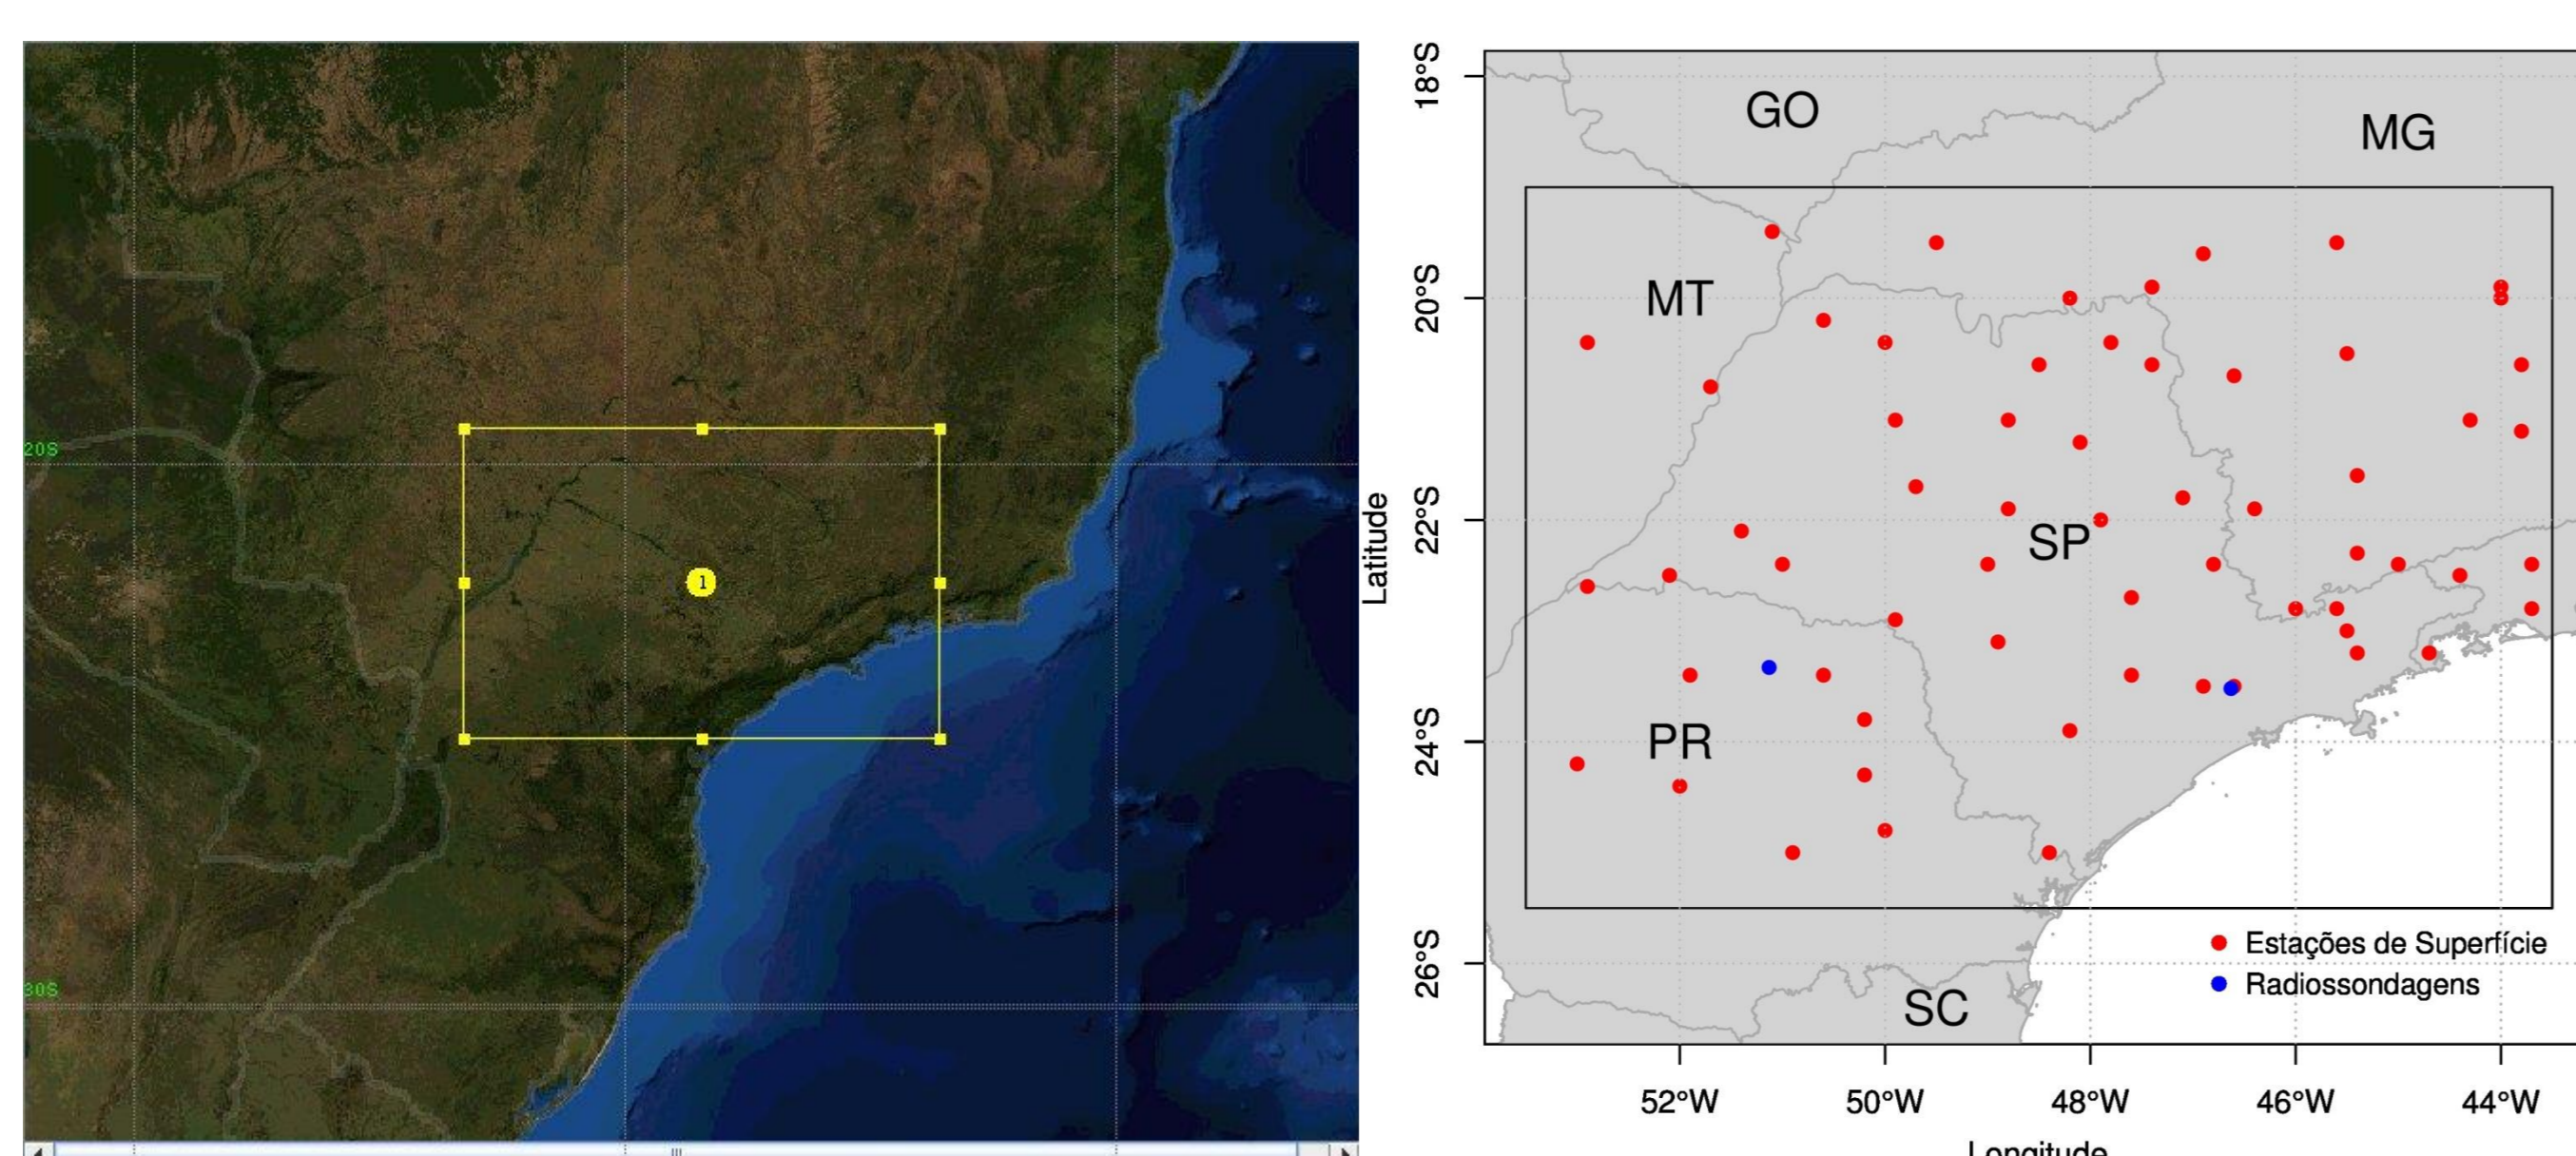 20S
1
30S
Latitude
18°S
20°S
22°S
24°S
26°S
GO
MG
MT
SP
PR
SC
Estações de Superfície
Radiossondagens
52°W
50°W
48°W
46°W
44°W
Longitude